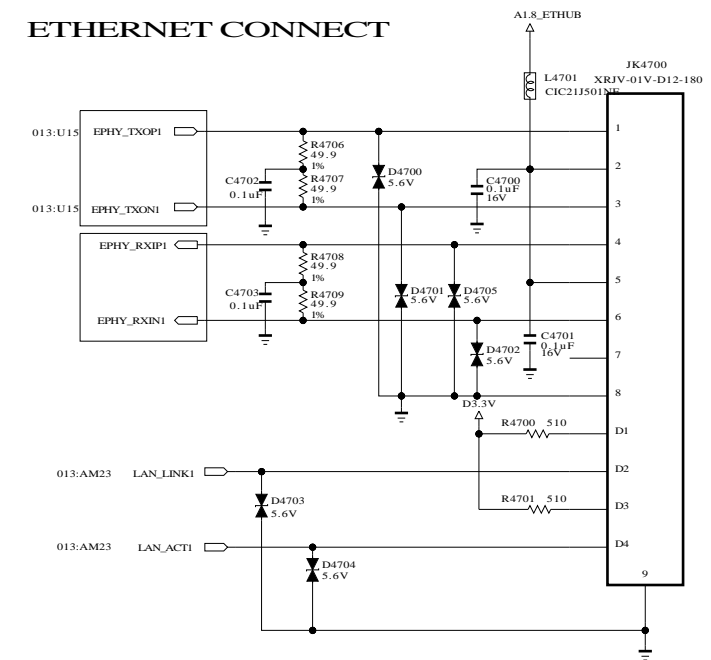 ETHERNET CONNECT
A1.8_ETHUB
JK4700
XRJV-01V-D12-180
L4701
CIC21J501NE
013:U15 EPHY_TXOP1
1
R4706
49.9
1%
D4700
5.6V
2
C4702
0.1uF
R4707
49.9
1%
C4700
0.1uF
16V
013:U15 EPHY_TXON1
3
EPHY_RXIP1
4
R4708
49.9
1%
C4703
0.1uF
R4709
49.9
1%
D4701
5.6V
D4705
5.6V
5
EPHY_RXIN1
6
C4701
0.1uF
16V
D4702
5.6V
7
8
D3.3V
R4700 510
D1
013:AM23 LAN_LINK1
D2
D4703
5.6V
R4701 510
D3
013:AM23 LAN_ACT1
D4
D4704
5.6V
9